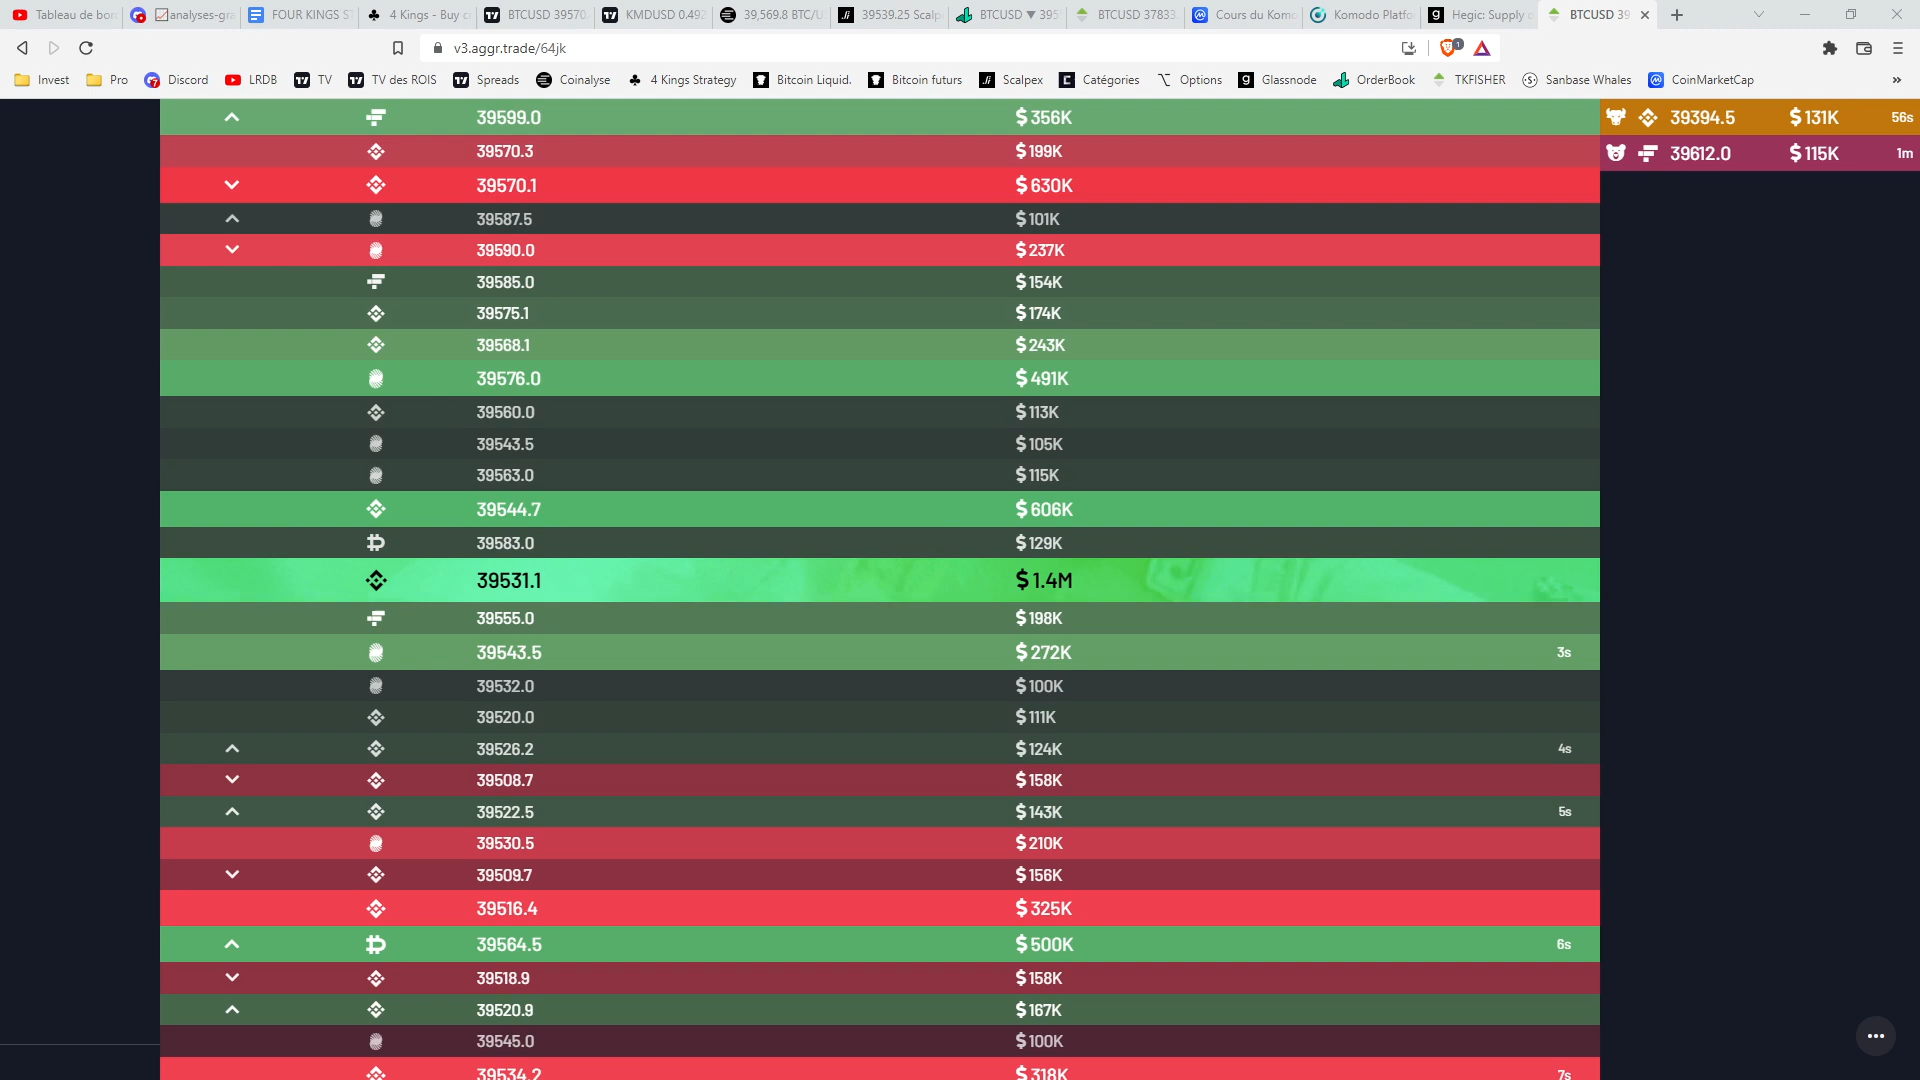 Tableau de bor
analyses-gra
FOUR KINGS ST
4 Kings - Buy c
BTCUSD 39570
KMDUSD 0.492
39,569.8 BTC/U
39539.25 Scalp
BTCUSD ▼ 395
BTCUSD 37833.
Cours du Komo
Komodo Platfo
Hegic: Supply o
BTCUSD 39
v3.aggr.trade/64jk
1
Invest
Pro
Discord
LRDB
TV
TV des ROIS
Spreads
Coinalyse
4 Kings Strategy
Bitcoin Liquid.
Bitcoin futurs
Scalpex
Catégories
Options
Glassnode
OrderBook
TKFISHER
Sanbase Whales
CoinMarketCap
»
39599.0 $356K
39570.3 $199K
39570.1 $630K
39587.5 $101K
39590.0 $237K
39585.0 $154K
39575.1 $174K
39568.1 $243K
39576.0 $491K
39560.0 $113K
39543.5 $105K
39563.0 $115K
39544.7 $606K
39583.0 $129K
39531.1 $1.4M
39555.0 $198K
39543.5 $272K 3s
39532.0 $100K
39520.0 $111K
39526.2 $124K 4s
39508.7 $158K
39522.5 $143K 5s
39530.5 $210K
39509.7 $156K
39516.4 $325K
39564.5 $500K 6s
39518.9 $158K
39520.9 $167K
39545.0 $100K
39534.2 $318K 7s
39394.5 $131K 56s
39612.0 $115K 1m